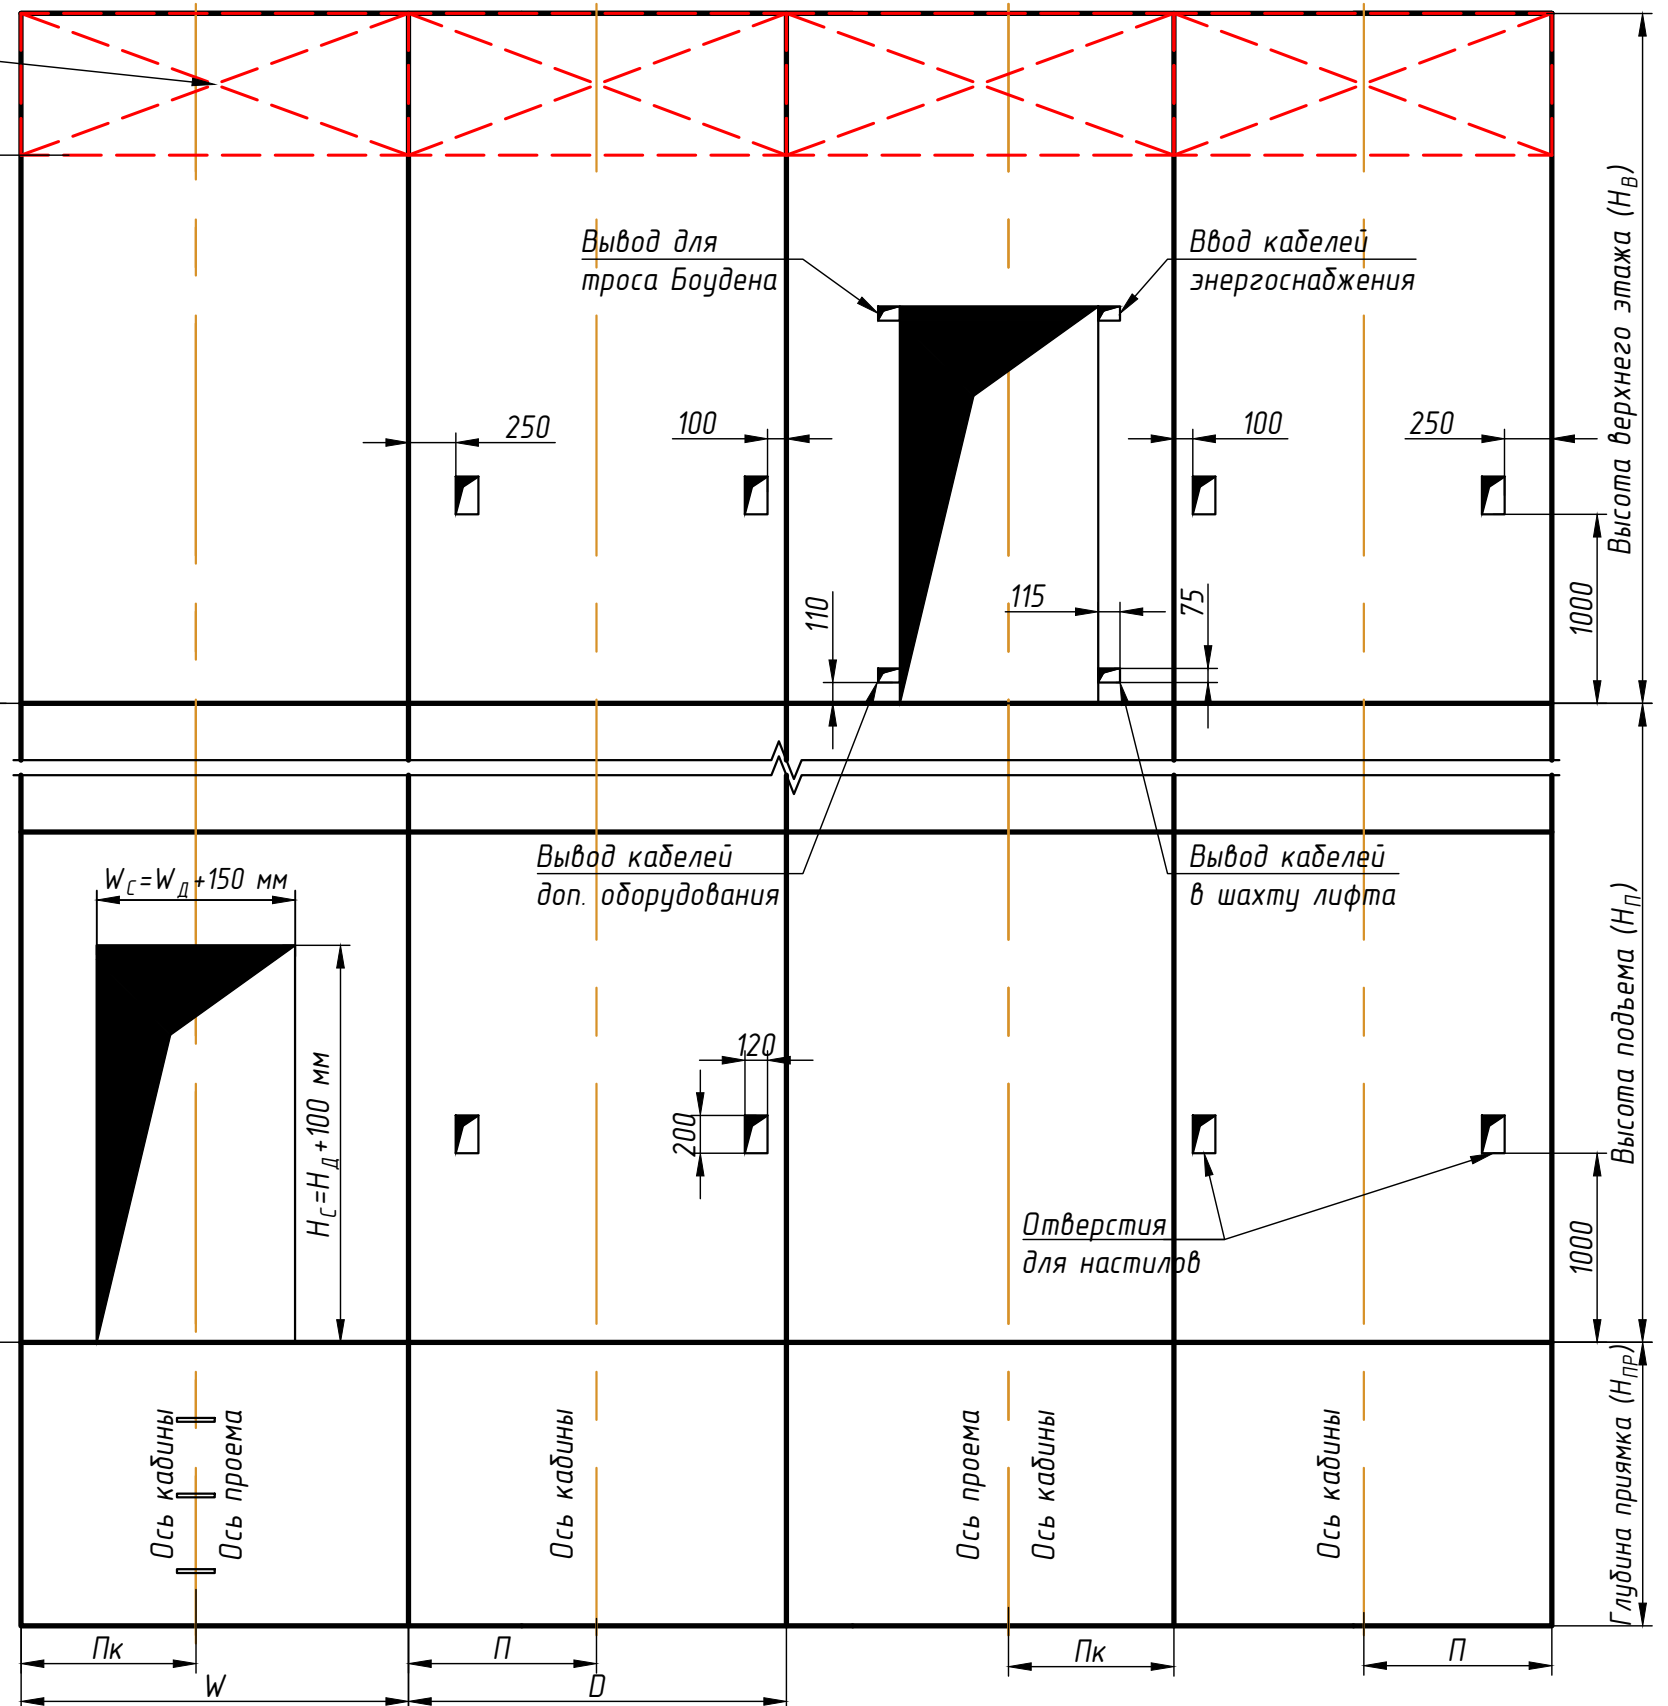 Вывод для
троса Боудена
Ввод кабелей
энергоснабжения
Высота верхнего этажа (HВ)
250
100
100
250
1000
110
115
75
Вывод кабелей
доп. оборудования
Вывод кабелей
в шахту лифта
WС=WД+150 мм
HС=HД+100 мм
Высота подьема (HП)
120
200
Отверстия
для настилов
1000
Глубина приямка (HПР)
Ось кабины
Ось проема
Ось кабины
Ось проема
Ось кабины
Ось кабины
Пк
П
Пк
П
W
D